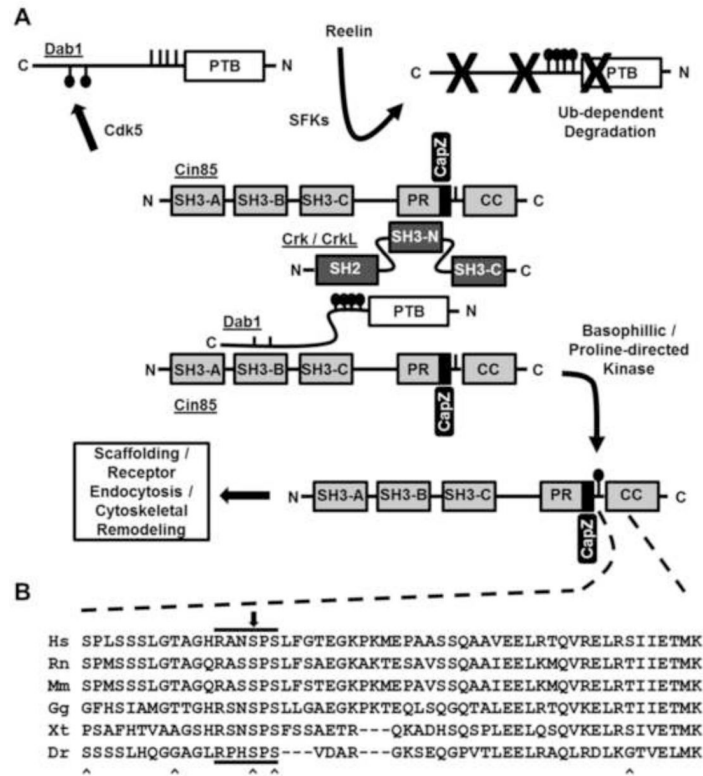 A
Dab1
C
PTB
N
Cdk5
Reelin
SFKs
C
PTB
N
Ub-dependent
Degradation
CapZ
Cin85
N
SH3-A
SH3-B
SH3-C
PR
CC
C
Crk / CrkL
SH3-N
N
SH2
SH3-C
C
Dab1
C
PTB
N
N
SH3-A
SH3-B
SH3-C
PR
CC
C
Cin85
CapZ
Basophillic /
Proline-directed
Kinase
Scaffolding /
Receptor
Endocytosis /
Cytoskeletal
Remodeling
N
SH3-A
SH3-B
SH3-C
PR
CC
C
CapZ
B
Hs SPLSSSLGTAGHRANSPSLFGTEGKPKMEPAASSQAAVEELRTQVRELRSIIETMK
Rn SPMSSSLGTAGQRASSPSLFSAEGKAKTESAVSSQAAIEELKMQVRELRTIIETMK
Mm SPMSSSLGTAGQRASSPSLFSTEGKPKMEPAVSSQAAIEELKMQVRELRTIIETMK
Gg GFHSIAMGTTGHRSNSPSLSGAEGKPKTEQLSQGQTALEELRTQVRELRTIIETMK
Xt PSAFHTVAAGSHRSNSPSFSSAETR---QKADHSQSPLEELQSQVKELRSIIETMK
Dr SSSSLHQGGAGLRPHSPS---VDAR---GKSEQGPVTLEELRAQLRDLKGTVELMK
^ ^ ^ ^ ^